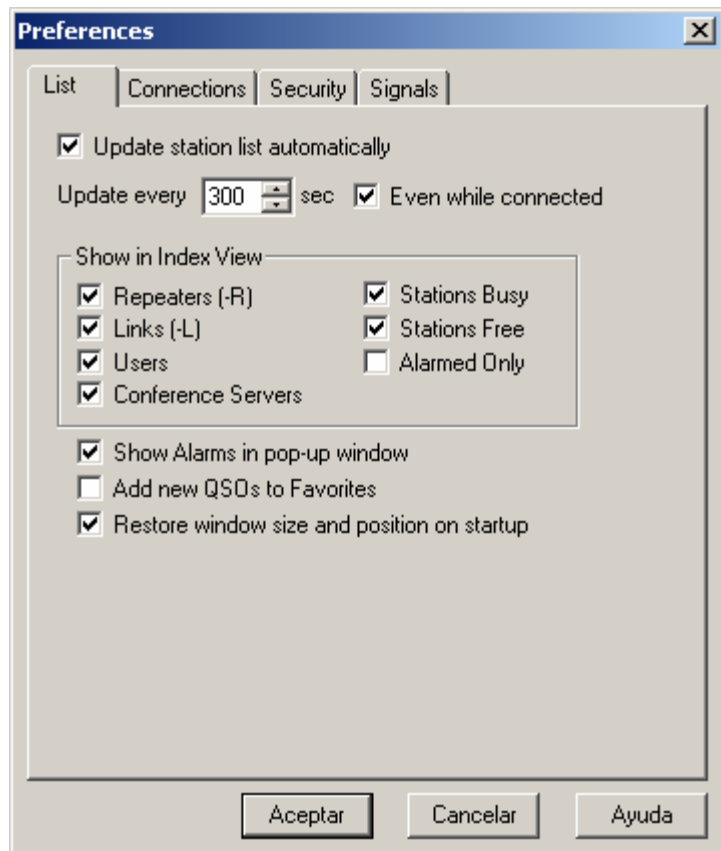 Preferences
List Connections Security Signals
Update station list automatically
Update every 300 sec Even while connected
Show in Index View
Repeaters (-R) Stations Busy
Links (-L) Stations Free
Users Alarmed Only
Conference Servers
Show Alarms in pop-up window
Add new QSOs to Favorites
Restore window size and position on startup
Aceptar Cancelar Ayuda